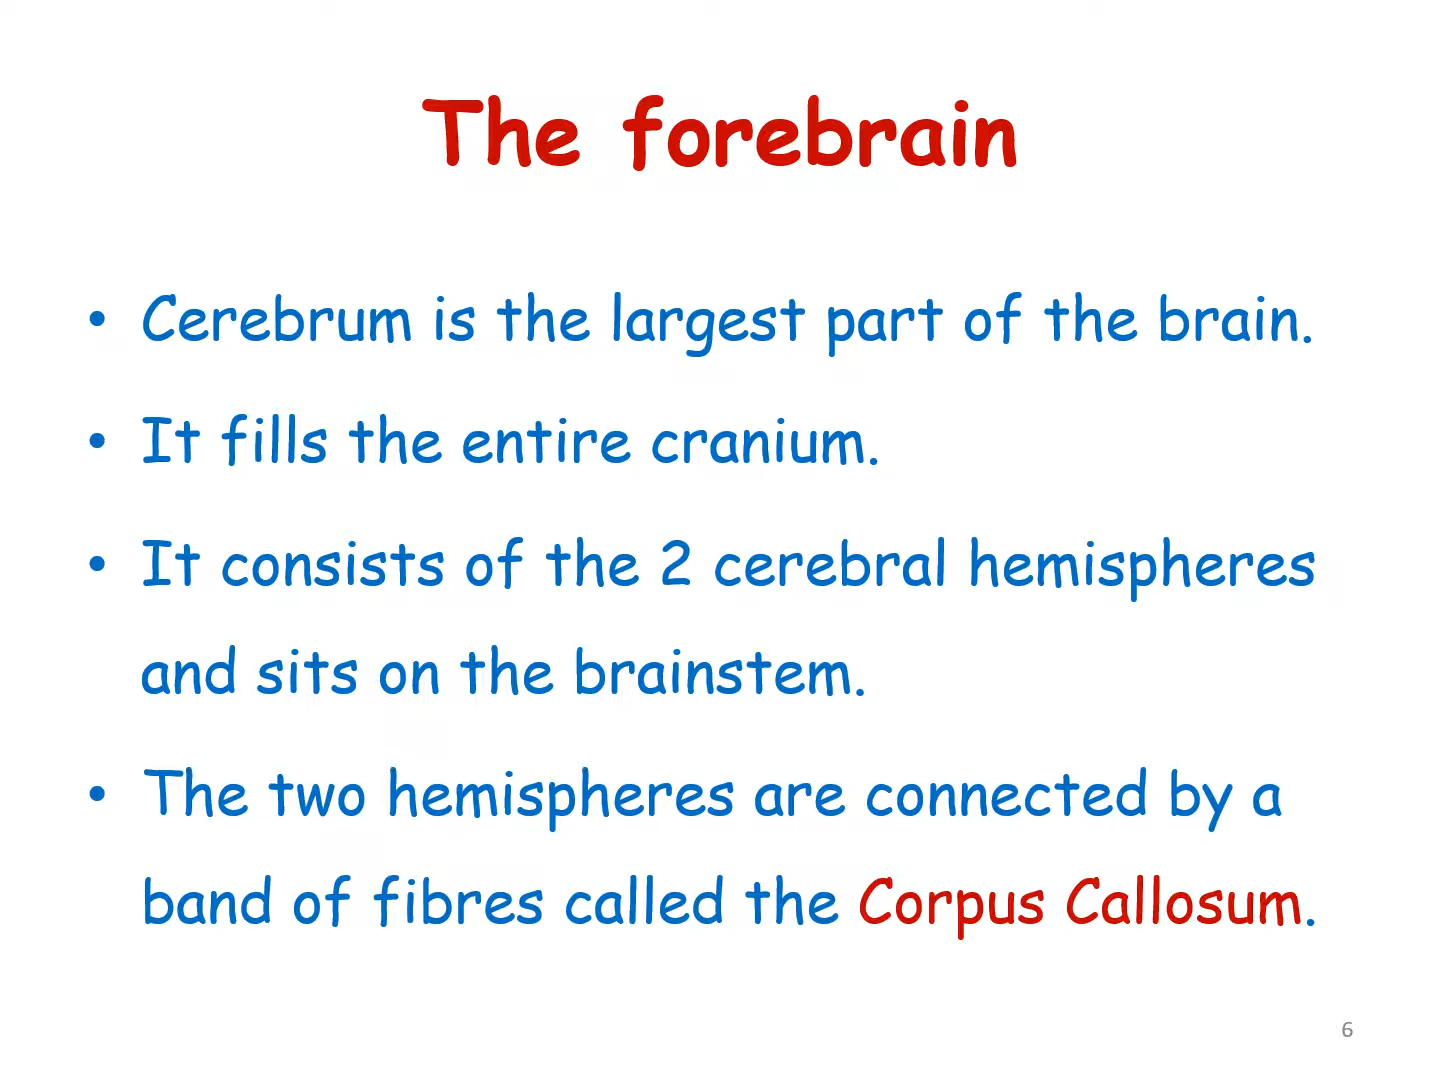 The forebrain
• Cerebrum is the largest part of the brain.
• It fills the entire cranium.
• It consists of the 2 cerebral hemispheres
and sits on the brainstem.
• The two hemispheres are connected by a
band of fibres called the Corpus Callosum.
6